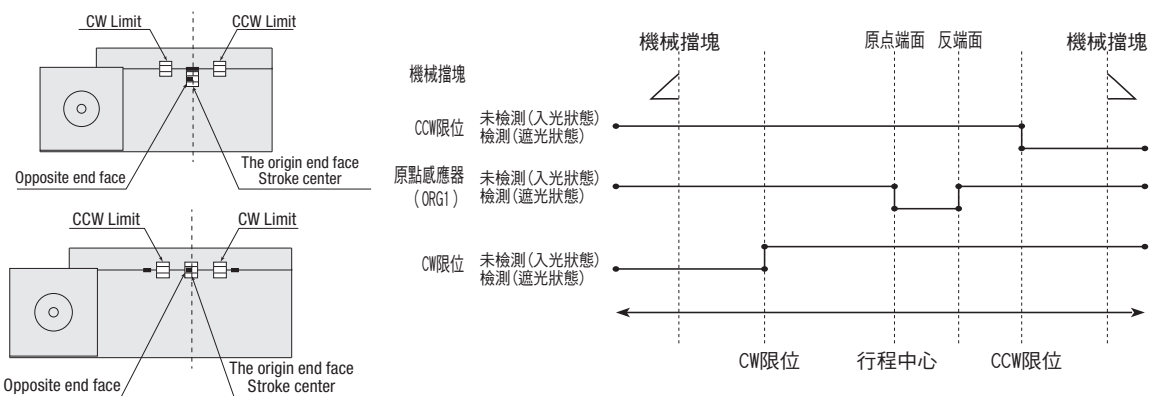 CW Limit
CCW Limit
Opposite end face
The origin end face
Stroke center
CCW Limit
CW Limit
Opposite end face
The origin end face
Stroke center
機械擋塊
原点端面
反端面
機械擋塊
機械擋塊
CCW限位
未檢測(入光狀態)
檢測(遮光狀態)
原點感應器
(ORG1)
未檢測(入光狀態)
檢測(遮光狀態)
CW限位
未檢測(入光狀態)
檢測(遮光狀態)
CW限位
行程中心
CCW限位